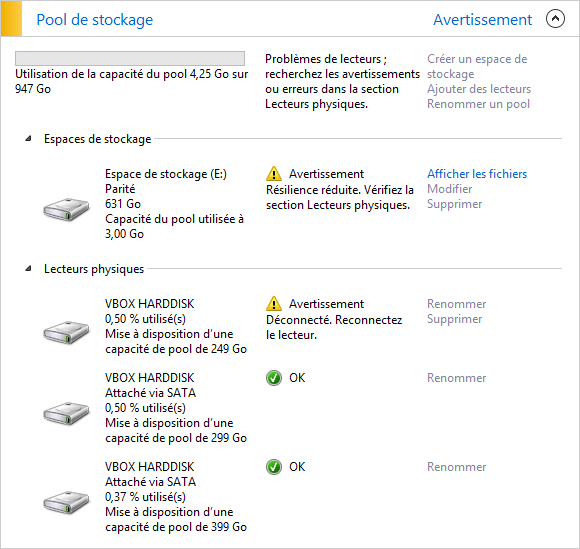 Pool de stockage
Avertissement
Utilisation de la capacité du pool 4,25 Go sur
947 Go
Problèmes de lecteurs ;
recherchez les avertissements
ou erreurs dans la section
Lecteurs physiques.
Créer un espace de
stockage
Ajouter des lecteurs
Renommer un pool
Espaces de stockage
Espace de stockage (E:)
Parité
631 Go
Capacité du pool utilisée à
3,00 Go
Avertissement
Résilience réduite. Vérifiez la
section Lecteurs physiques.
Afficher les fichiers
Modifier
Supprimer
Lecteurs physiques
VBOX HARDDISK
0,50 % utilisé(s)
Mise à disposition d’une
capacité de pool de 249 Go
Avertissement
Déconnecté. Reconnectez
le lecteur.
Renommer
Supprimer
VBOX HARDDISK
Attaché via SATA
0,50 % utilisé(s)
Mise à disposition d’une
capacité de pool de 299 Go
OK
Renommer
VBOX HARDDISK
Attaché via SATA
0,37 % utilisé(s)
Mise à disposition d’une
capacité de pool de 399 Go
OK
Renommer